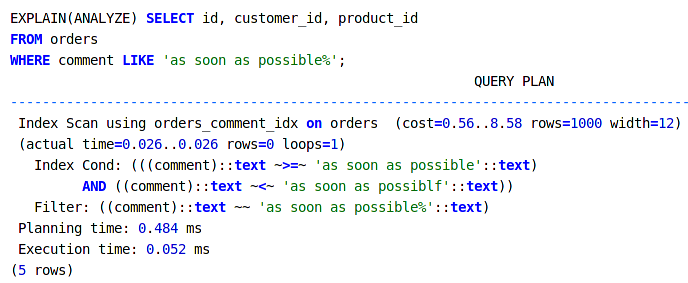 EXPLAIN(ANALYZE) SELECT id, customer_id, product_id
FROM orders
WHERE comment LIKE 'as soon as possible%';
QUERY PLAN
-------------------------------------------------------------------------------------
Index Scan using orders_comment_idx on orders  (cost=0.56..8.58 rows=1000 width=12)
(actual time=0.026..0.026 rows=0 loops=1)
Index Cond: (((comment)::text ~>=~ 'as soon as possible'::text)
AND ((comment)::text ~<~ 'as soon as possiblf'::text))
Filter: ((comment)::text ~~ 'as soon as possible%'::text)
Planning time: 0.484 ms
Execution time: 0.052 ms
(5 rows)